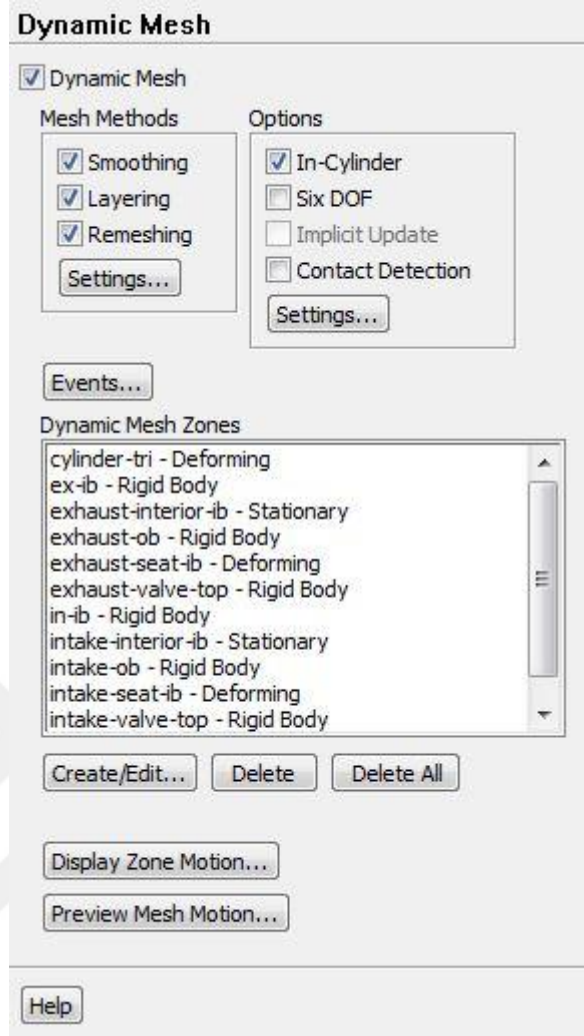 Dynamic Mesh
Dynamic Mesh
Mesh Methods
Smoothing
Layering
Remeshing
Settings...
Options
In-Cylinder
Six DOF
Implicit Update
Contact Detection
Settings...
Events...
Dynamic Mesh Zones
cylinder-tri - Deforming
ex-ib - Rigid Body
exhaust-interior-ib - Stationary
exhaust-ob - Rigid Body
exhaust-seat-ib - Deforming
exhaust-valve-top - Rigid Body
in-ib - Rigid Body
intake-interior-ib - Stationary
intake-ob - Rigid Body
intake-seat-ib - Deforming
intake-valve-top - Rigid Body
Create/Edit... Delete Delete All
Display Zone Motion...
Preview Mesh Motion...
Help